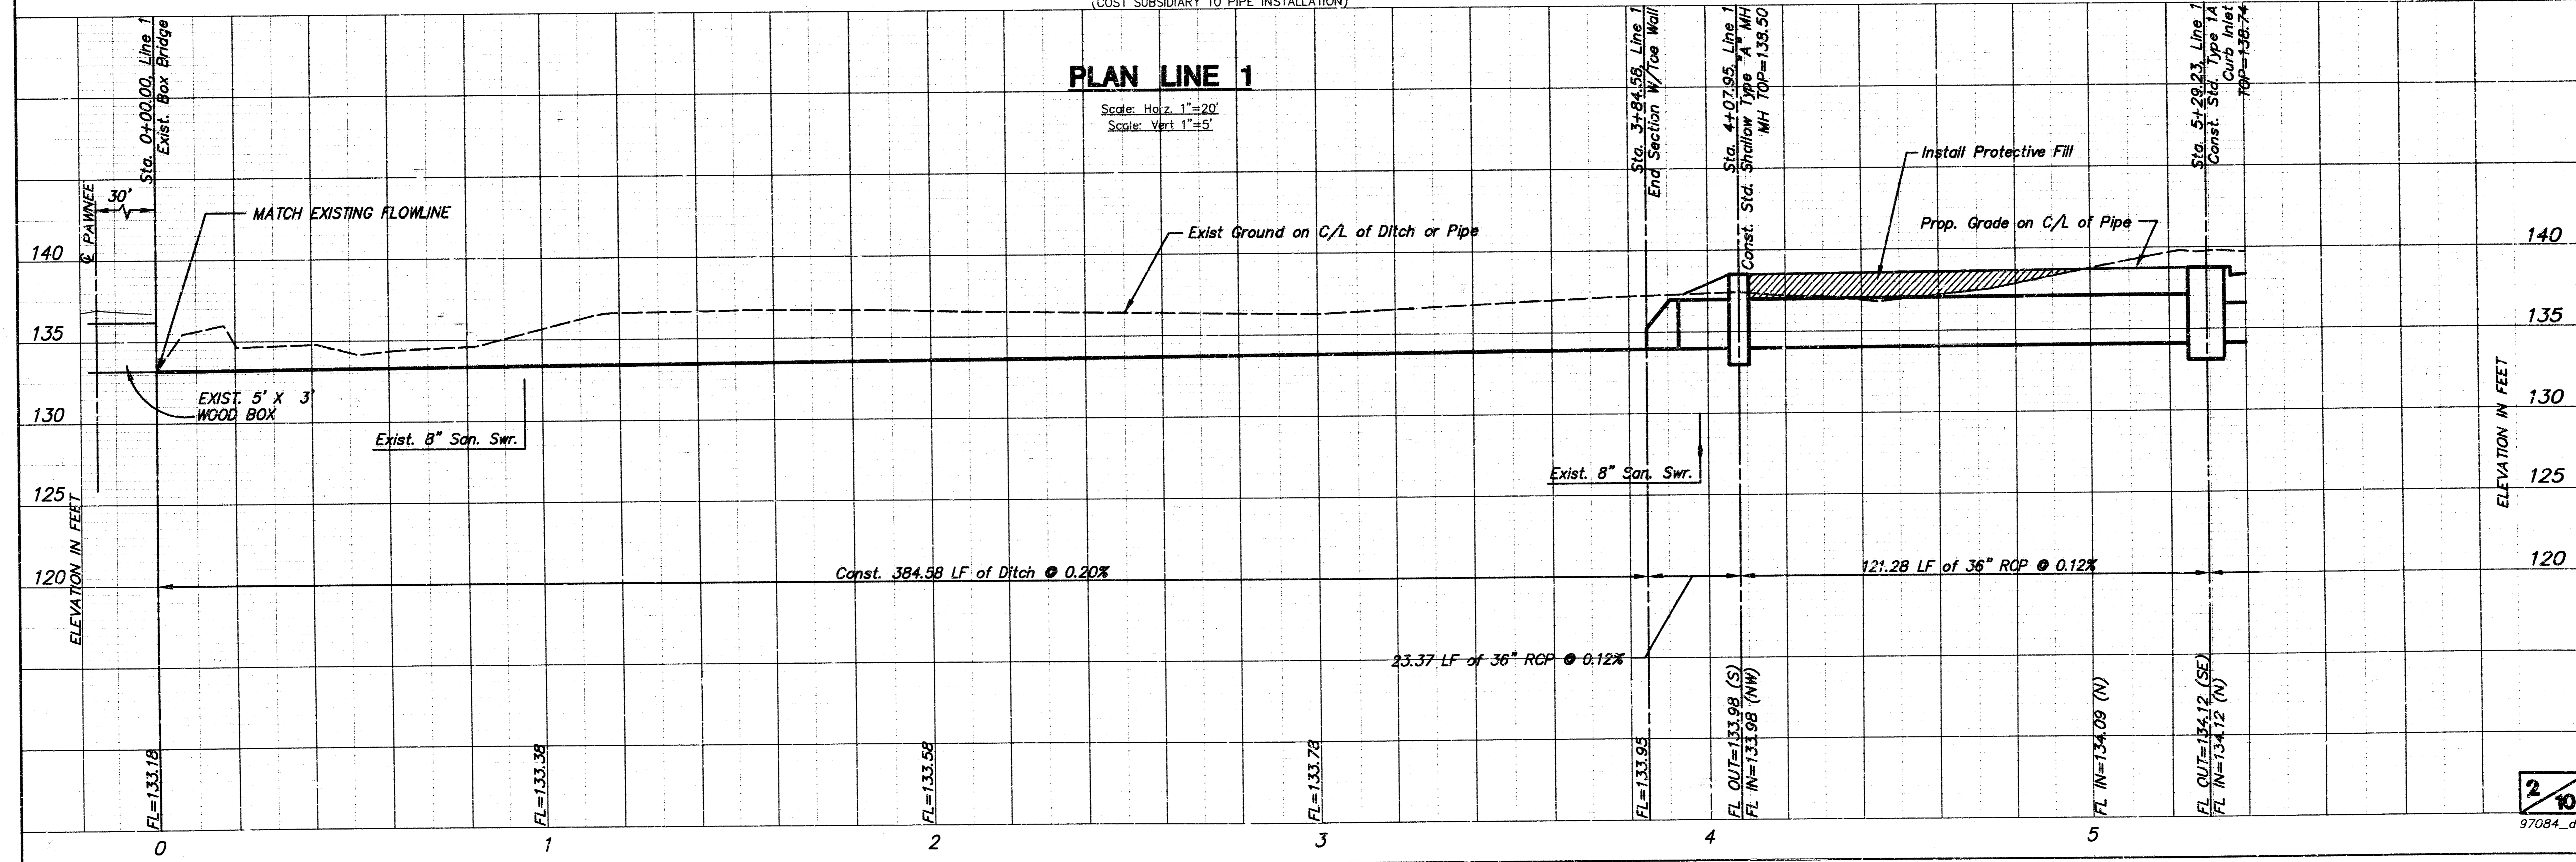 (COST SUBSIDIARY TO PIPE INSTALLATION)
PLAN LINE 1
Scale: Horz. 1"=20'
Scale: Vert 1"=5'
Sta. 0+00.00, Line 1
Exist. Box Bridge
Sta. 3+84.58, Line 1
End Section W/Toe Wall
Sta. 4+07.95, Line 1
Const. Std. Shallow Type "A" MH
MH TOP=138.50
Sta. 5+29.23, Line 1
Const. Std. Type 1A
Curb Inlet
TOP=138.74
℄ PAWNEE
30'
MATCH EXISTING FLOWLINE
Exist Ground on C/L of Ditch or Pipe
Install Protective Fill
Prop. Grade on C/L of Pipe
140
140
135
135
EXIST. 5' X 3'
WOOD BOX
130
130
Exist. 8" San. Swr.
Exist. 8" San. Swr.
125
125
ELEVATION IN FEET
ELEVATION IN FEET
120
120
Const. 384.58 LF of Ditch @ 0.20%
121.28 LF of 36" RCP @ 0.12%
23.37 LF of 36" RCP @ 0.12%
FL=133.18
FL=133.38
FL=133.58
FL=133.78
FL=133.95
FL OUT=133.98 (S)
FL IN=133.98 (NW)
FL IN=134.09 (N)
FL OUT=134.12 (SE)
FL IN=134.12 (N)
0
1
2
3
4
5
2/10
97084_d